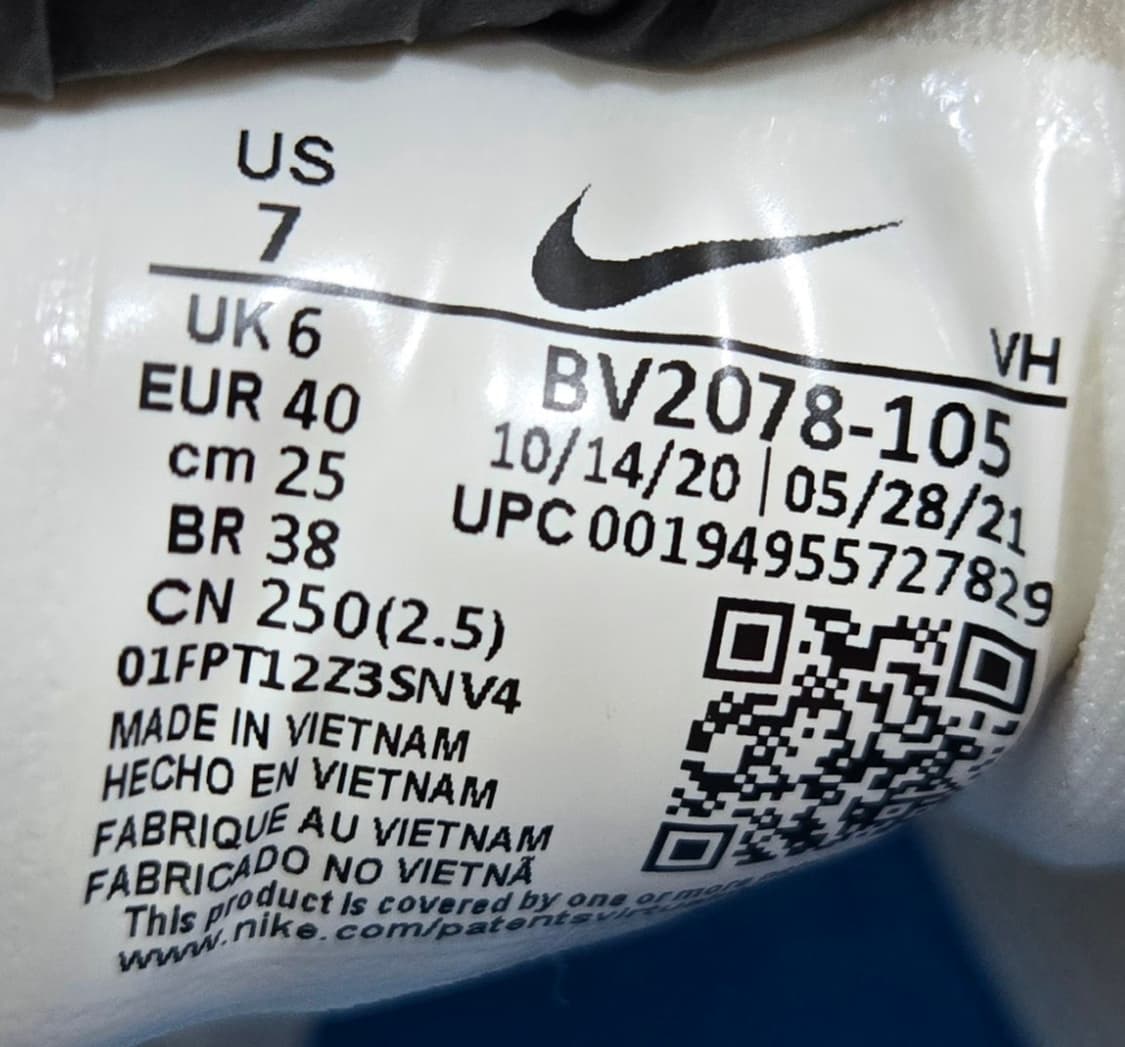 US
7
UK 6
EUR 40
cm 25
BR 38
CN 250(2.5)
01FPT12Z3SNV4
MADE IN VIETNAM
HECHO EN VIETNAM
FABRIQUE AU VIETNAM
FABRICADO NO VIETNÃ
This product is covered by one or more
www.nike.com/patents
VH
BV2078-105
10/14/20 | 05/28/21
UPC 00194955727829